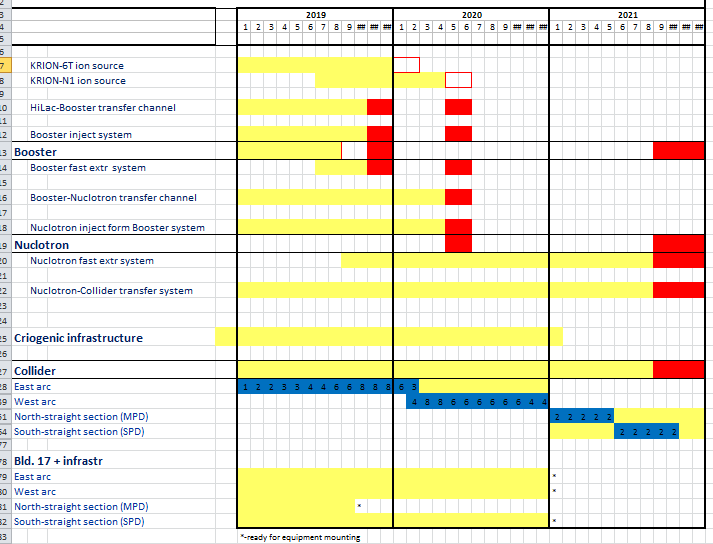 2019 2020 2021
1 2 3 4 5 6 7 8 9 ## ## ## 1 2 3 4 5 6 7 8 9 ## ## ## 1 2 3 4 5 6 7 8 9 ## ## ##
KRION-6T ion source
KRION-N1 ion source
HiLac-Booster transfer channel
Booster inject system
Booster
Booster fast extr system
Booster-Nuclotron transfer channel
Nuclotron inject form Booster system
Nuclotron
Nuclotron fast extr system
Nuclotron-Collider transfer system
Criogenic infrastructure
Collider
East arc 1 2 2 3 3 4 6 6 6 8 8 8 6 3
West arc 4 8 8 6 6 6 6 6 6 4 4
North-straight section (MPD) 2 2 2 2 2
South-straight section (SPD) 2 2 2 2 2
Bld. 17 + infrastr
East arc *
West arc *
North-straight section (MPD) *
South-straight section (SPD) *
*-ready for equipment mounting